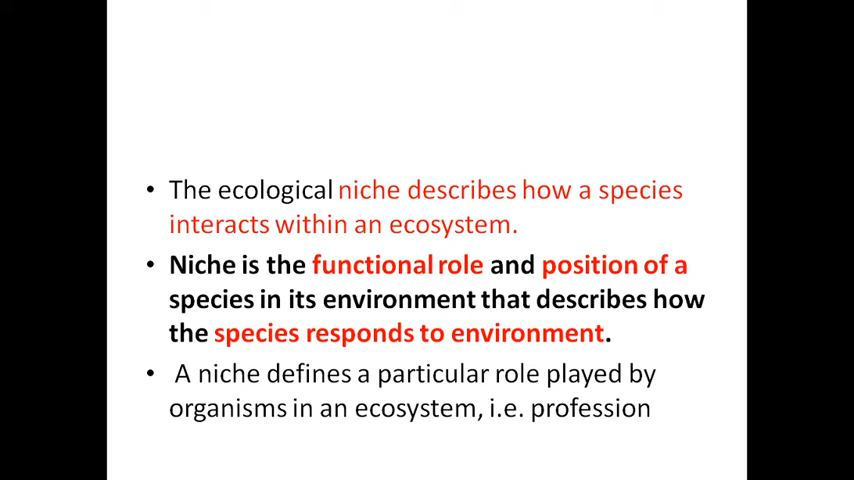 • The ecological niche describes how a species
interacts within an ecosystem.
• Niche is the functional role and position of a
species in its environment that describes how
the species responds to environment.
• A niche defines a particular role played by
organisms in an ecosystem, i.e. profession